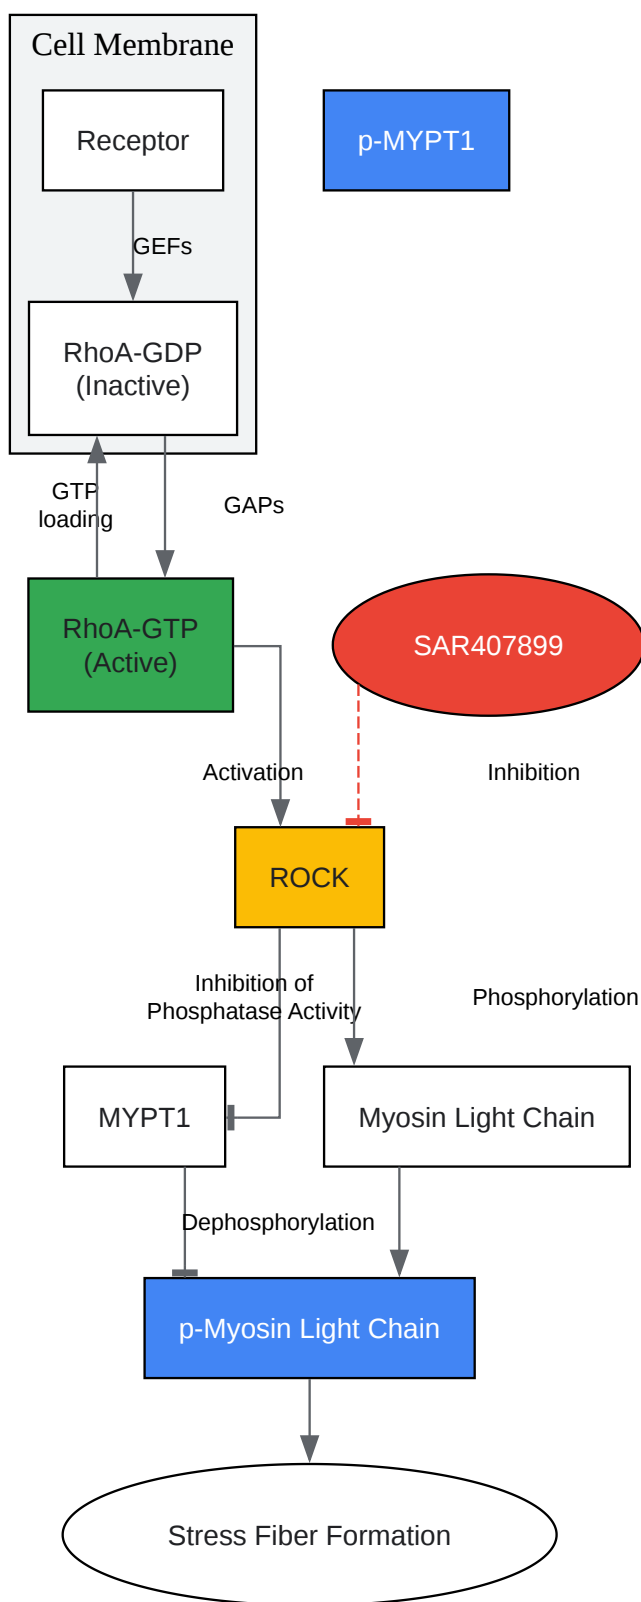 Cell Membrane
Receptor
p-MYPT1
GEFs
RhoA-GDP
(Inactive)
GTP
loading
GAPs
RhoA-GTP
(Active)
SAR407899
Activation
Inhibition
ROCK
Inhibition of
Phosphatase Activity
Phosphorylation
MYPT1
Myosin Light Chain
Dephosphorylation
p-Myosin Light Chain
Stress Fiber Formation